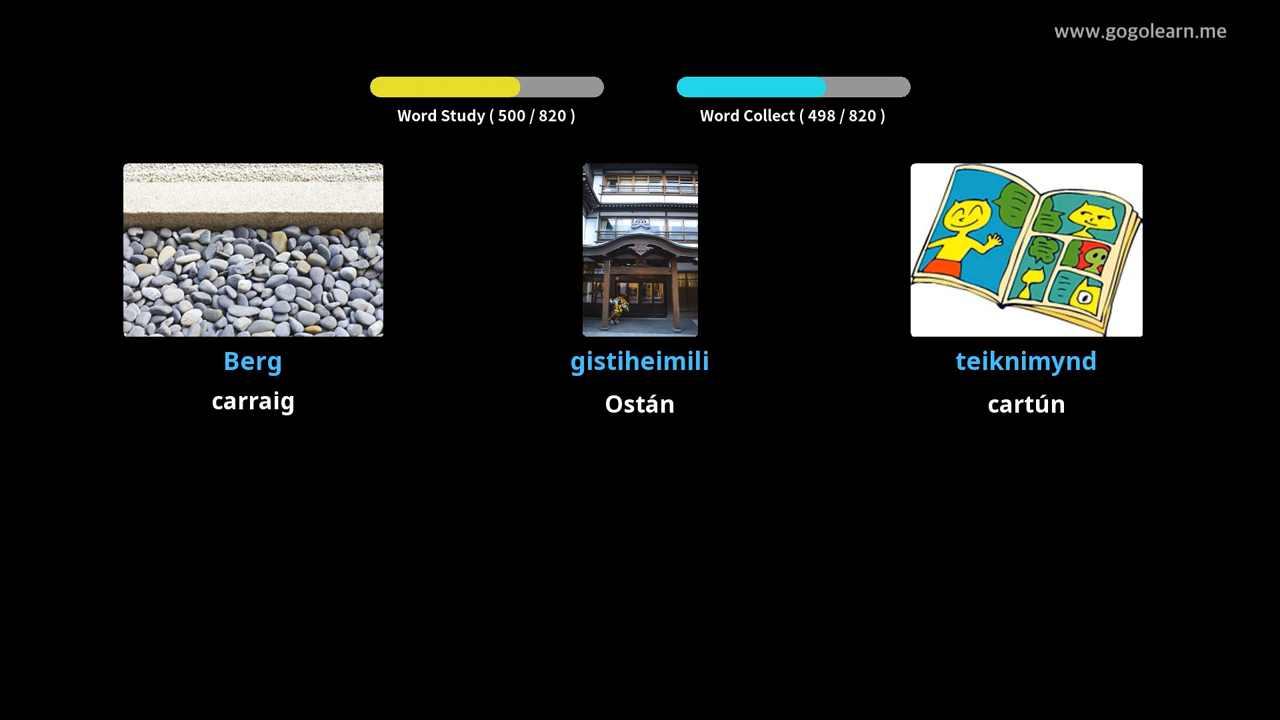 www.gogolearn.me
Word Study ( 500 / 820 )
Word Collect ( 498 / 820 )
Berg
gistiheimili
teiknimynd
carraig
Ostán
cartún